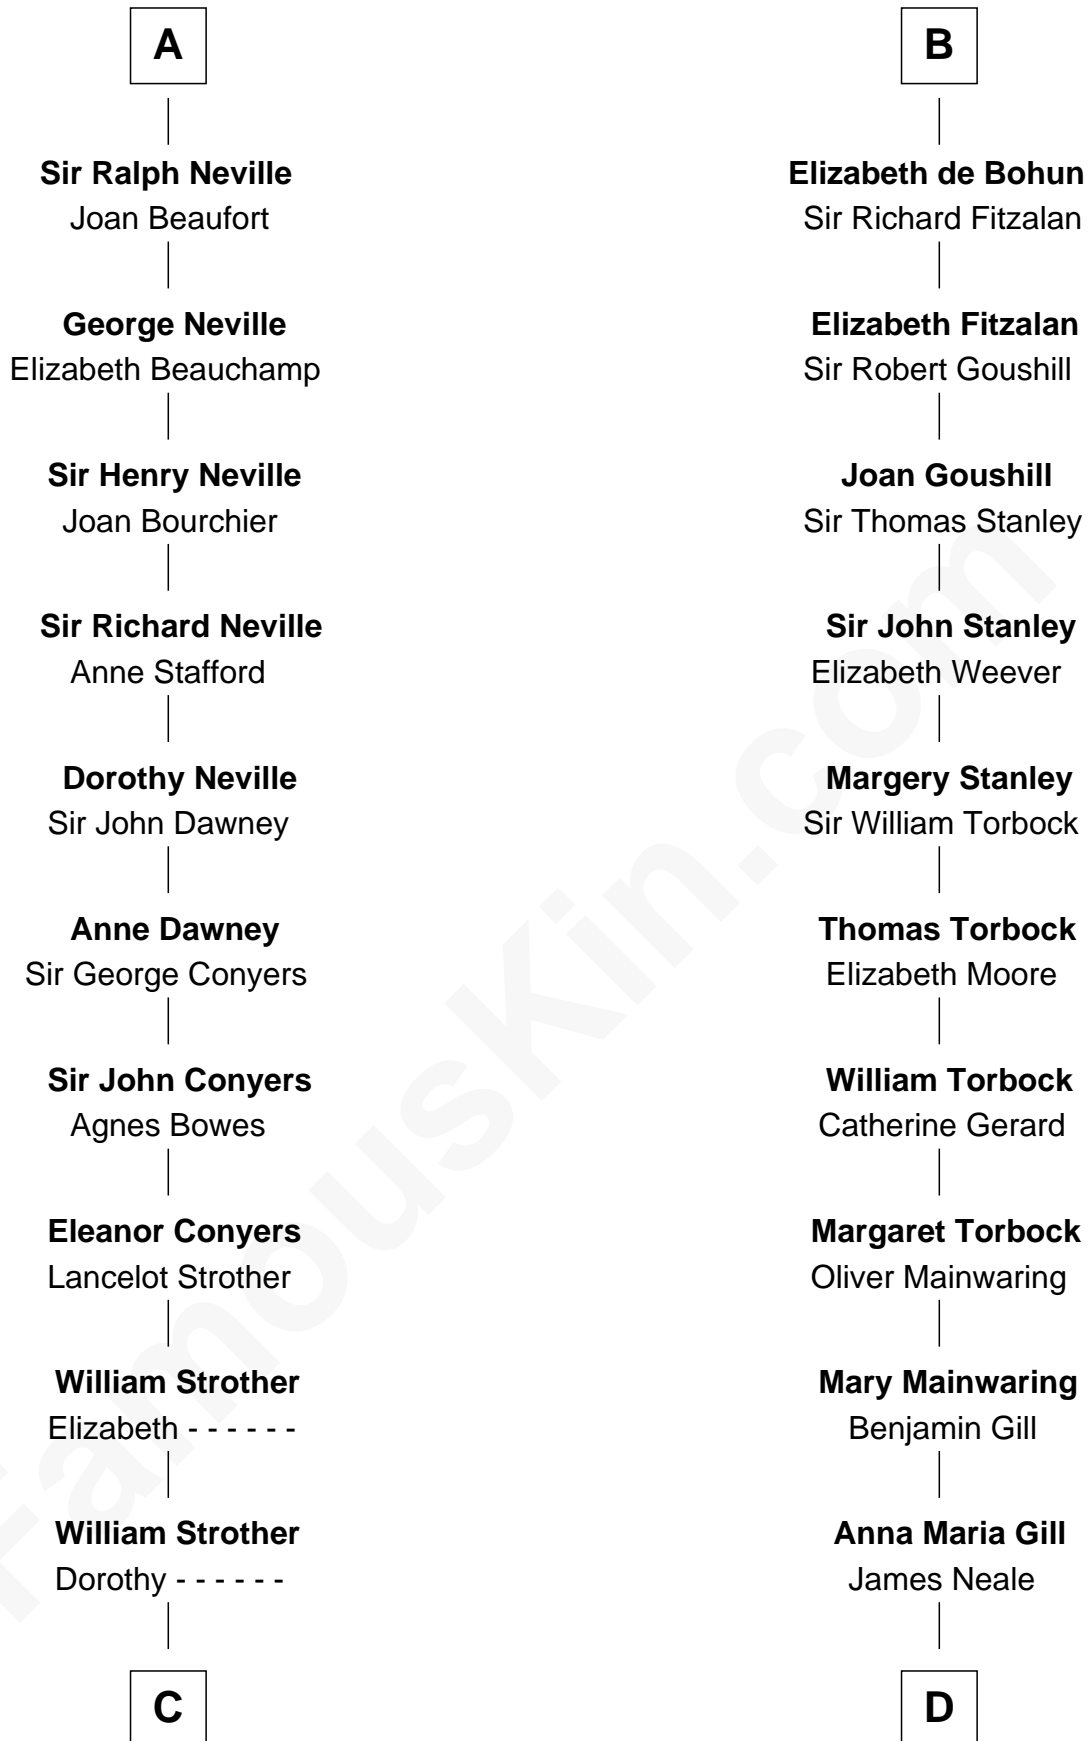 A
Sir Ralph Neville
Joan Beaufort
George Neville
Elizabeth Beauchamp
Sir Henry Neville
Joan Bourchier
Sir Richard Neville
Anne Stafford
Dorothy Neville
Sir John Dawney
Anne Dawney
Sir George Conyers
Sir John Conyers
Agnes Bowes
Eleanor Conyers
Lancelot Strother
William Strother
Elizabeth - - - - - -
William Strother
Dorothy - - - - - -
C
B
Elizabeth de Bohun
Sir Richard Fitzalan
Elizabeth Fitzalan
Sir Robert Goushill
Joan Goushill
Sir Thomas Stanley
Sir John Stanley
Elizabeth Weever
Margery Stanley
Sir William Torbock
Thomas Torbock
Elizabeth Moore
William Torbock
Catherine Gerard
Margaret Torbock
Oliver Mainwaring
Mary Mainwaring
Benjamin Gill
Anna Maria Gill
James Neale
D
FamousKin.com